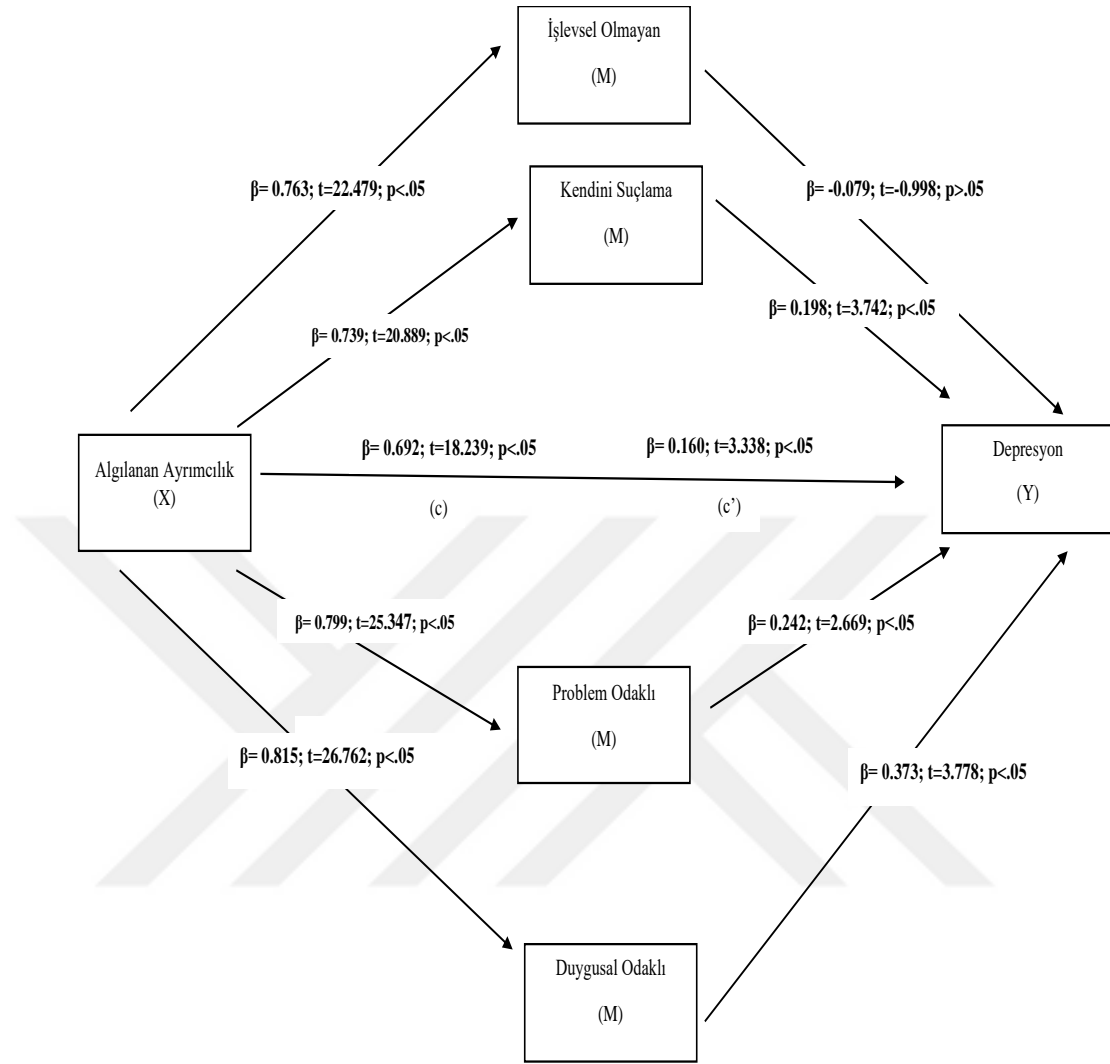 İşlevsel Olmayan
(M)
β= 0.763; t=22.479; p<.05
β= -0.079; t=-0.998; p>.05
Kendini Suçlama
(M)
β= 0.198; t=3.742; p<.05
β= 0.739; t=20.889; p<.05
Algılanan Ayrımcılık
(X)
β= 0.692; t=18.239; p<.05
β= 0.160; t=3.338; p<.05
(c)
(c’)
Depresyon
(Y)
β= 0.799; t=25.347; p<.05
β= 0.242; t=2.669; p<.05
Problem Odaklı
(M)
β= 0.815; t=26.762; p<.05
β= 0.373; t=3.778; p<.05
Duygusal Odaklı
(M)